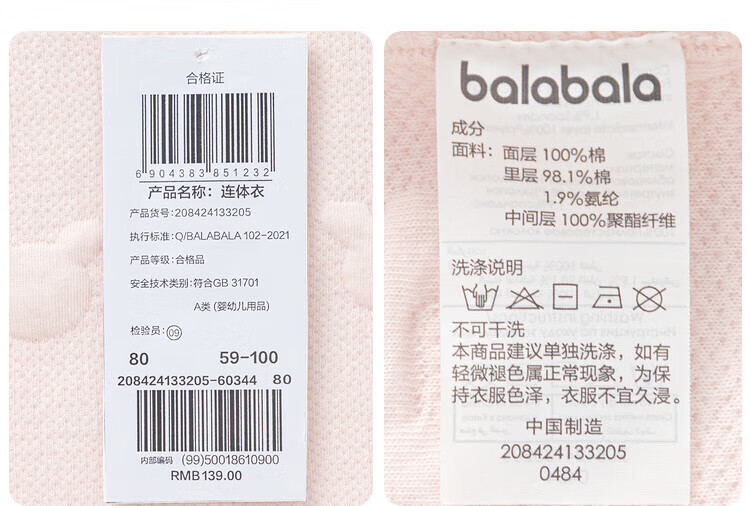 合格证
6 904383 851232
产品名称：连体衣
产品货号：208424133205
执行标准：Q/BALABALA 102-2021
产品等级：合格品
安全技术类别：符合GB 31701
A类 (婴幼儿用品)
检验员：09
80 59-100
208424133205-60344 80
内部编码 (99)50018610900
RMB139.00
balabala
成分
面料：面层 100%棉
里层 98.1%棉
1.9%氨纶
中间层 100%聚酯纤维
洗涤说明
不可干洗
本商品建议单独洗涤，如有
轻微褪色属正常现象，为保
持衣服色泽，衣服不宜久浸。
中国制造
208424133205
0484